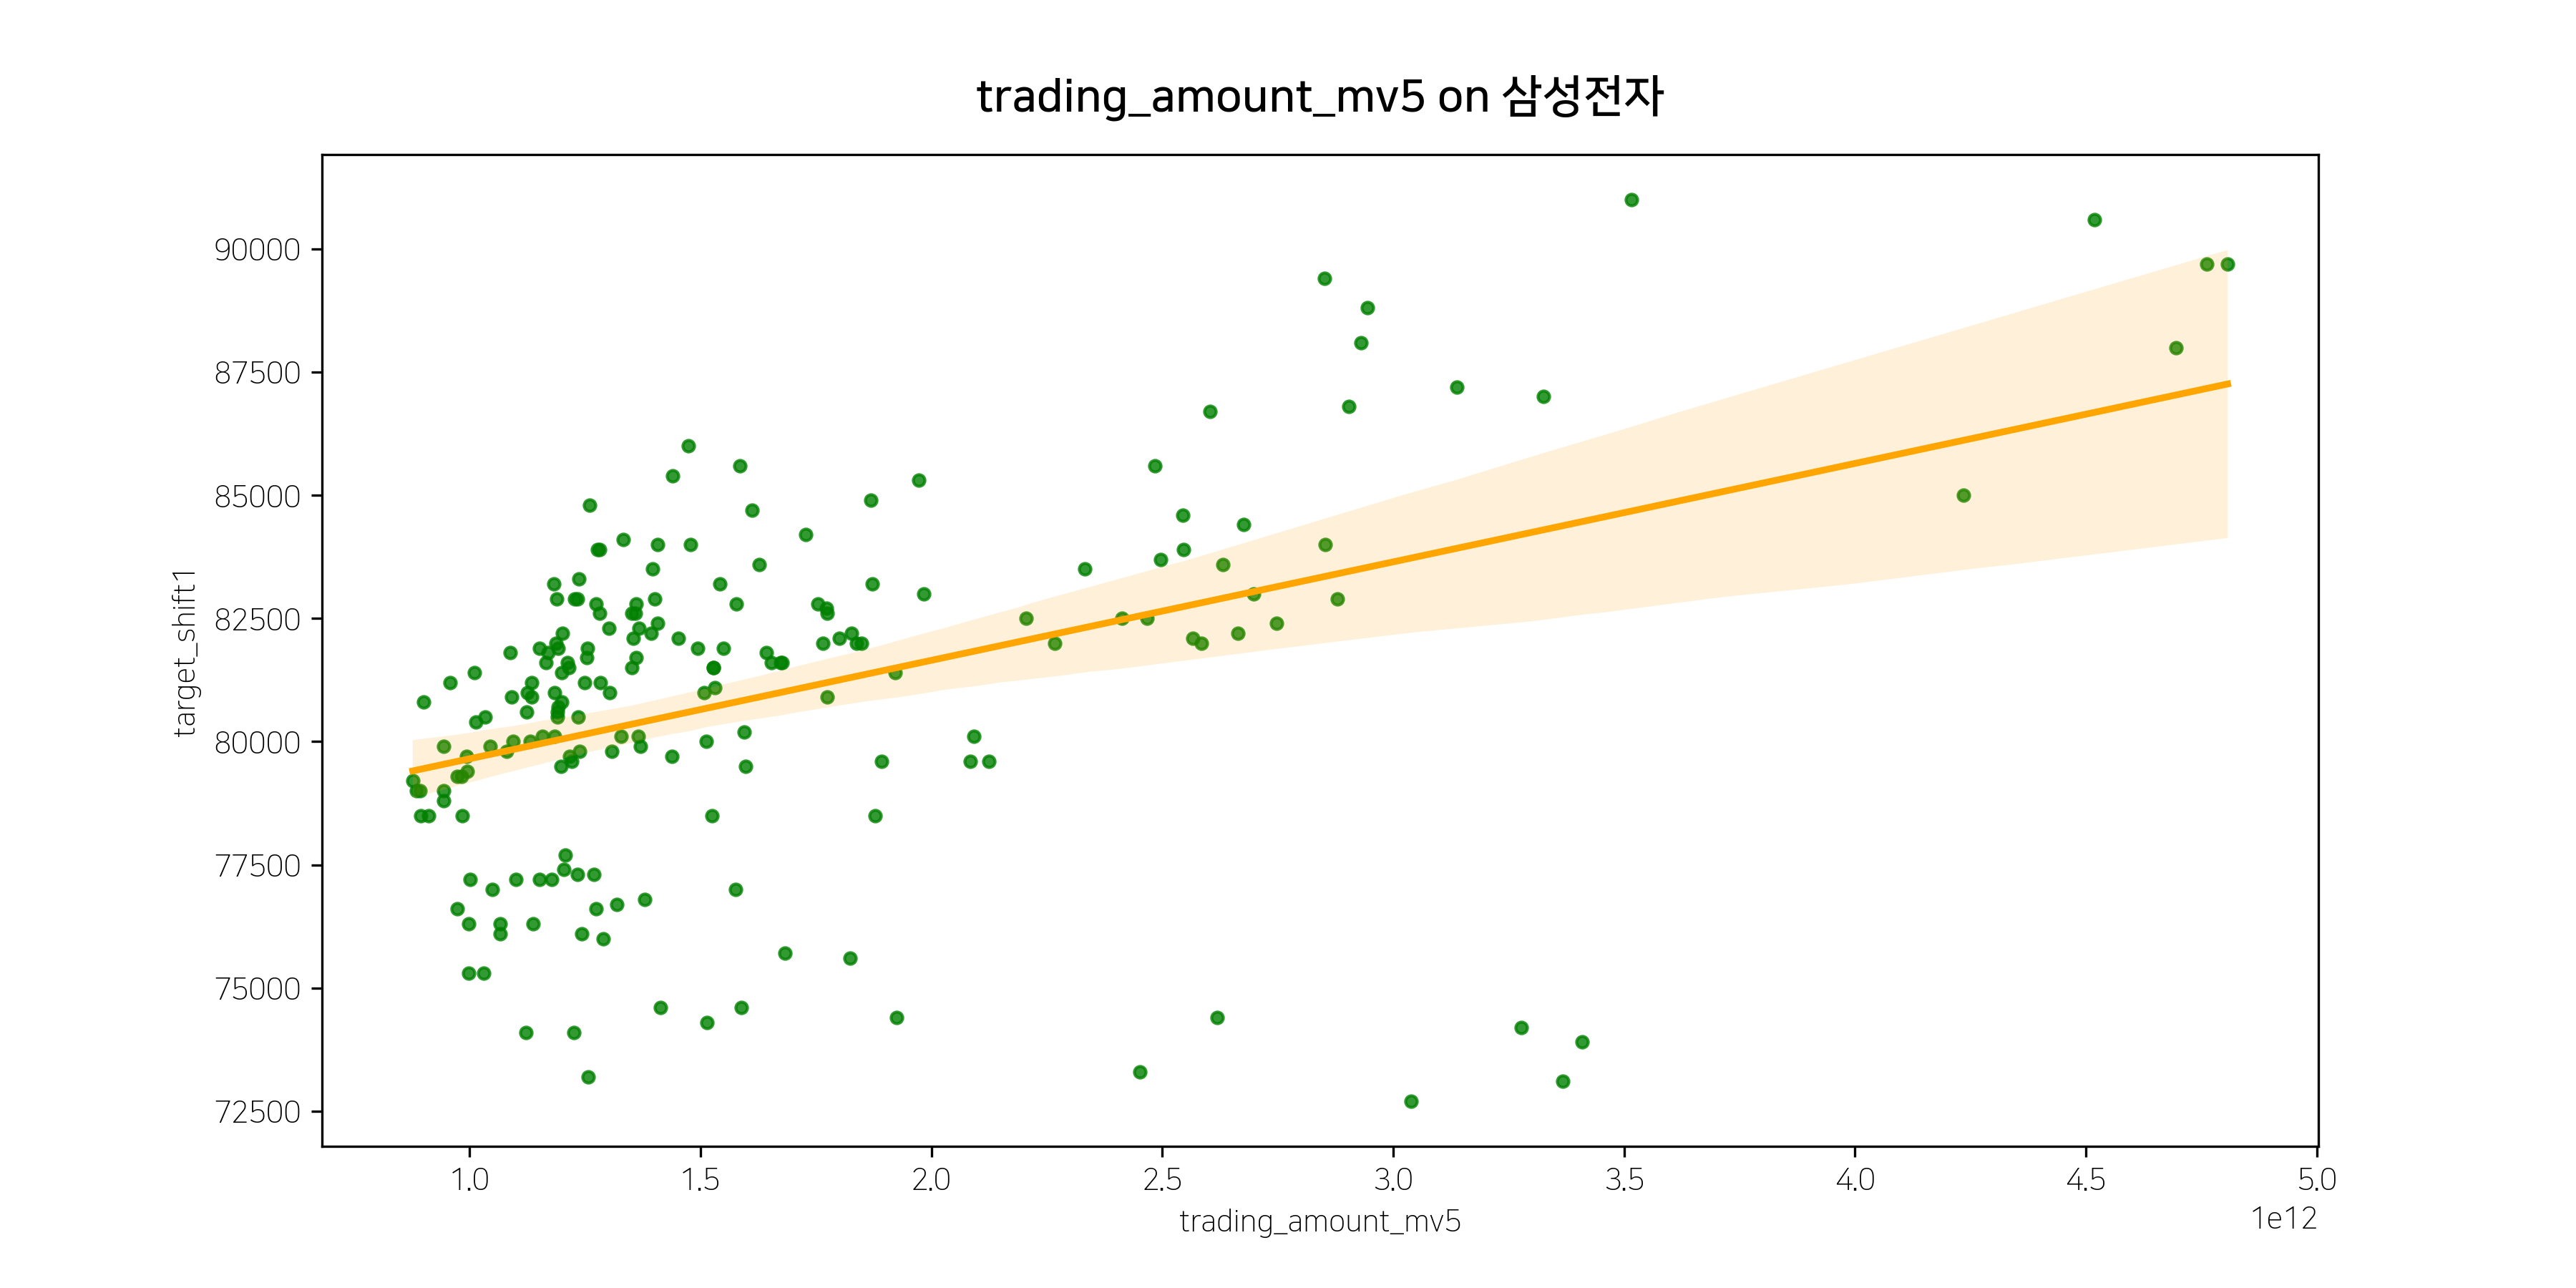 trading_amount_mv5 on 삼성전자
target_shift1
90000
87500
85000
82500
80000
77500
75000
72500
1.0 1.5 2.0 2.5 3.0 3.5 4.0 4.5 5.0
trading_amount_mv5
1e12